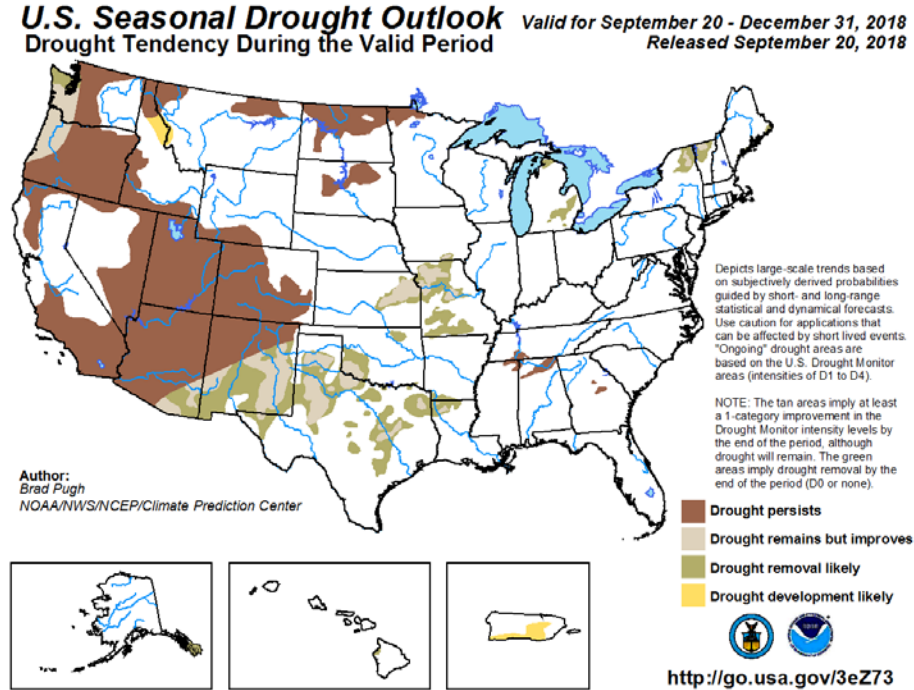 U.S. Seasonal Drought Outlook
Drought Tendency During the Valid Period
Valid for September 20 - December 31, 2018
Released September 20, 2018
Depicts large-scale trends based
on subjectively derived probabilities
guided by short- and long-range
statistical and dynamical forecasts.
Use caution for applications that
can be affected by short lived events.
"Ongoing" drought areas are
based on the U.S. Drought Monitor
areas (intensities of D1 to D4).
NOTE: The tan areas imply at least
a 1-category improvement in the
Drought Monitor intensity levels by
the end of the period, although
drought will remain. The green
areas imply drought removal by the
end of the period (D0 or none).
Author:
Brad Pugh
NOAA/NWS/NCEP/Climate Prediction Center
Drought persists
Drought remains but improves
Drought removal likely
Drought development likely
http://go.usa.gov/3eZ73